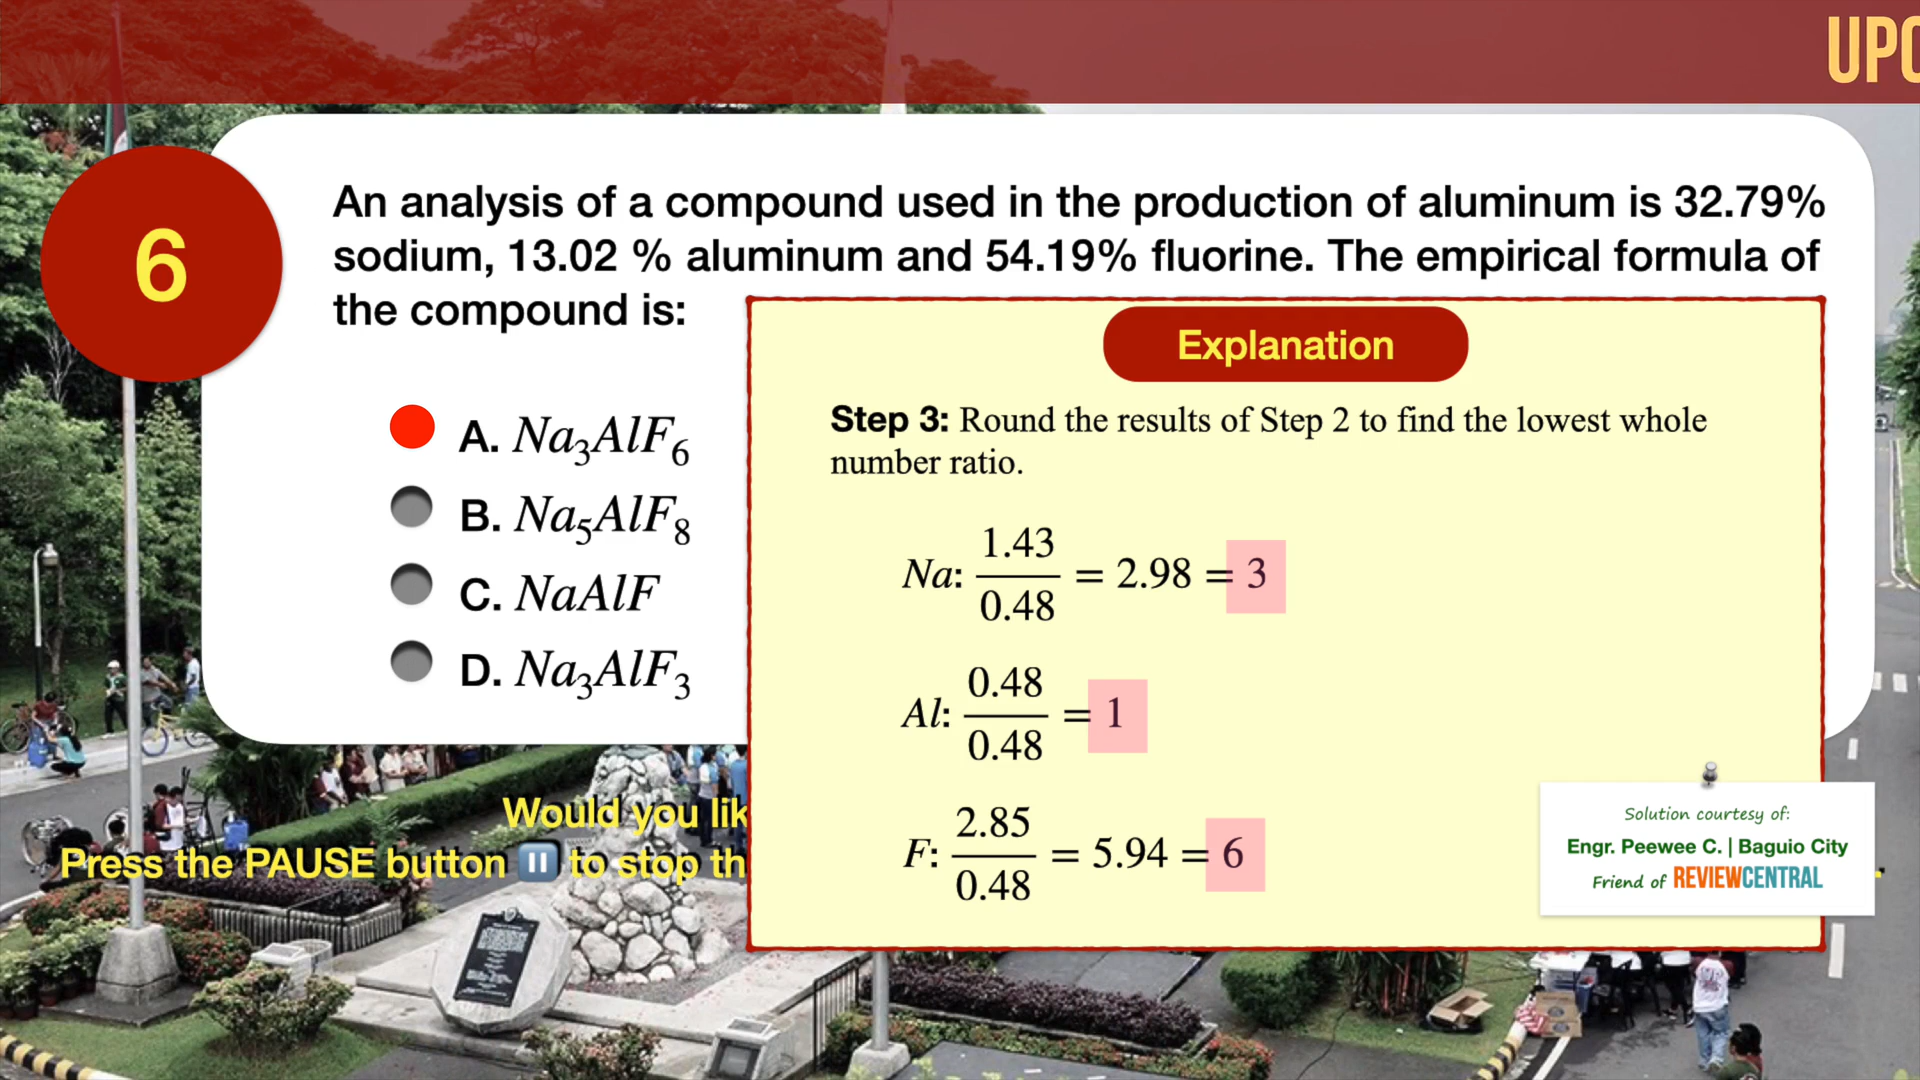 UPC
6
An analysis of a compound used in the production of aluminum is 32.79%
sodium, 13.02 % aluminum and 54.19% fluorine. The empirical formula of
the compound is:
A. Na₃AlF₆
B. Na₅AlF₈
C. NaAlF
D. Na₃AlF₃
Explanation
Step 3: Round the results of Step 2 to find the lowest whole
number ratio.
Na: 1.43/0.48 = 2.98 = 3
Al: 0.48/0.48 = 1
F: 2.85/0.48 = 5.94 = 6
Would you lik
Press the PAUSE button ⏸ to stop th
Solution courtesy of:
Engr. Peewee C. | Baguio City
Friend of REVIEWCENTRAL